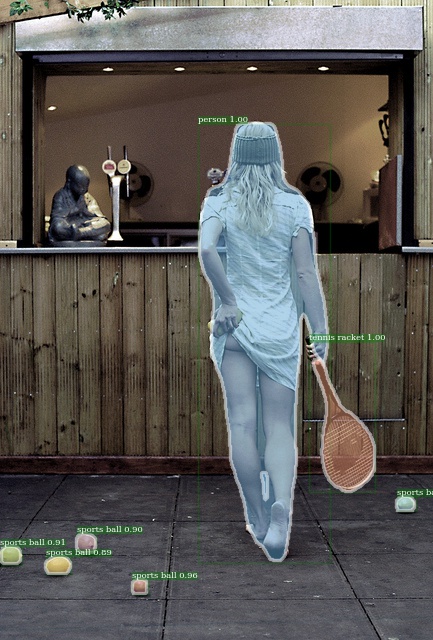 person 1.00
tennis racket 1.00
sports b
sports ball 0.90
sports ball 0.91
sports ball 0.89
sports ball 0.96